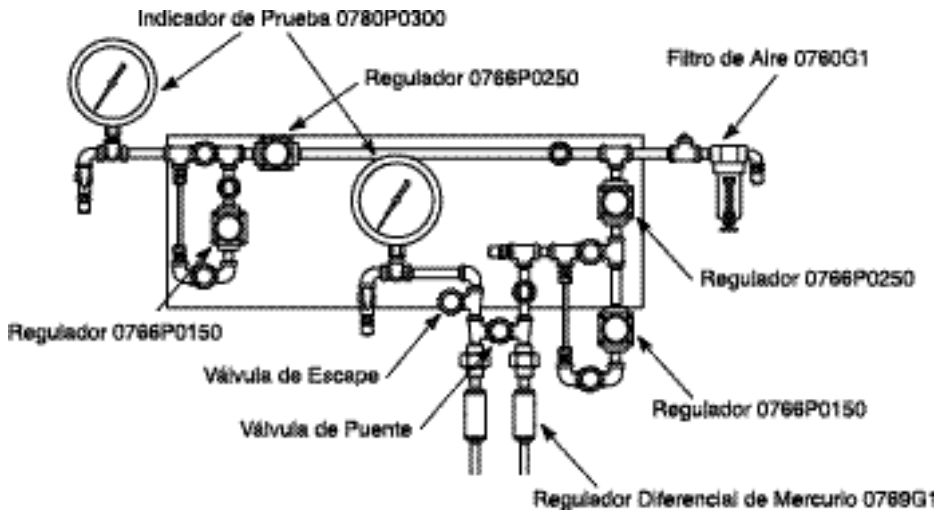 Indicador de Prueba 0780P0300
Regulador 0766P0250
Filtro de Aire 0760G1
Regulador 0766P0250
Regulador 0766P0150
Válvula de Escape
Regulador 0766P0150
Válvula de Puente
Regulador Diferencial de Mercurio 0769G1